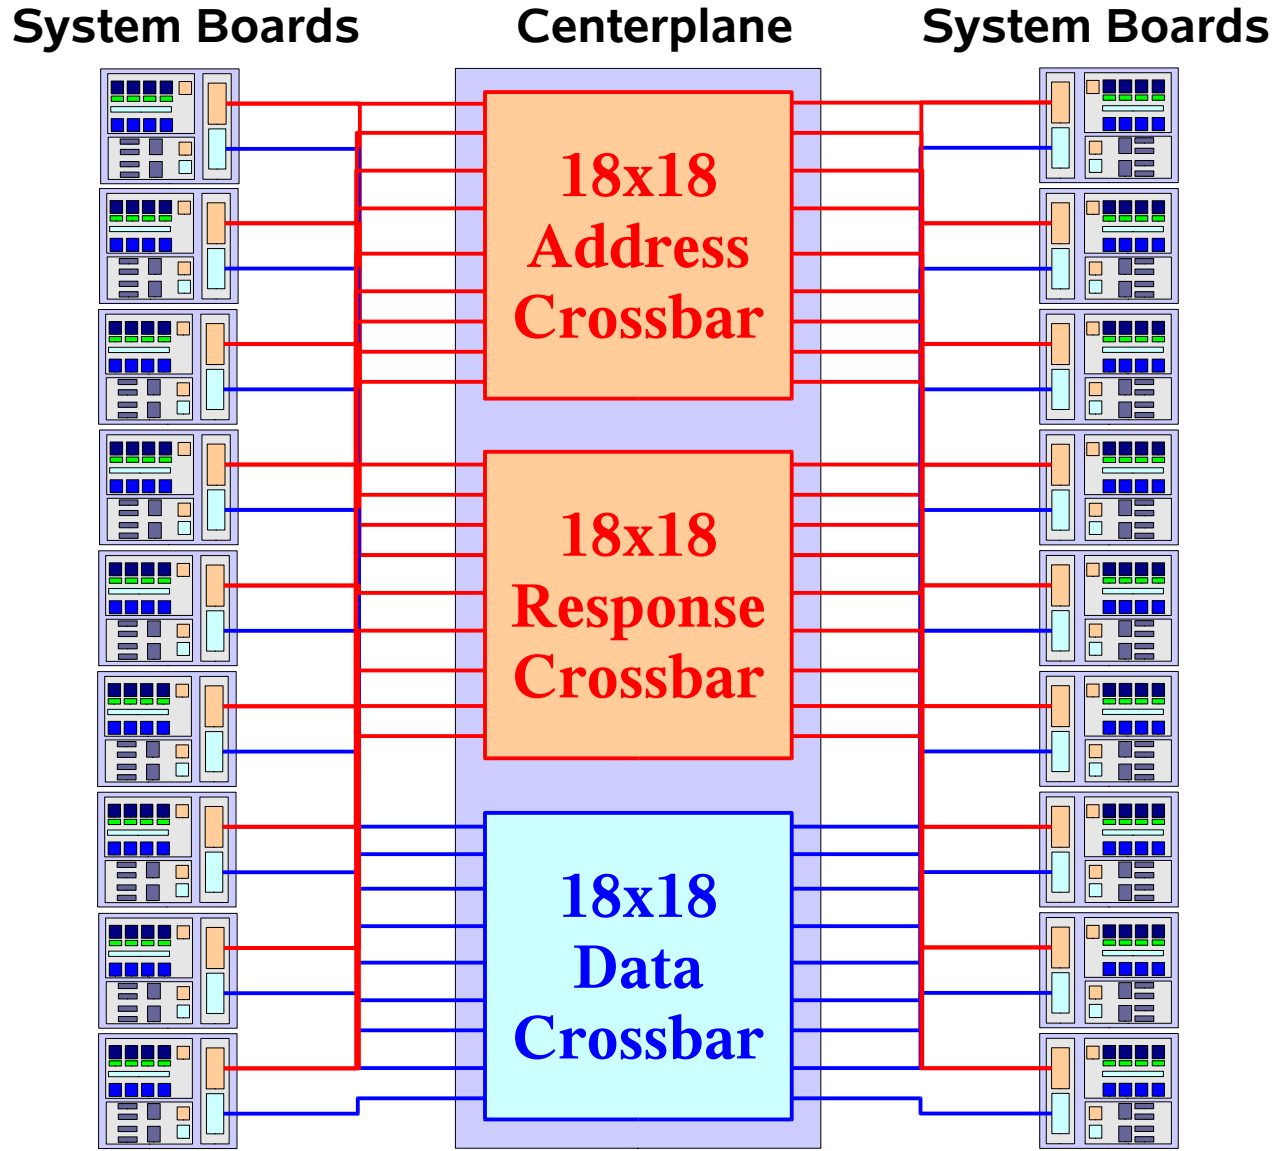 System Boards
Centerplane
System Boards
18x18
Address
Crossbar
18x18
Response
Crossbar
18x18
Data
Crossbar